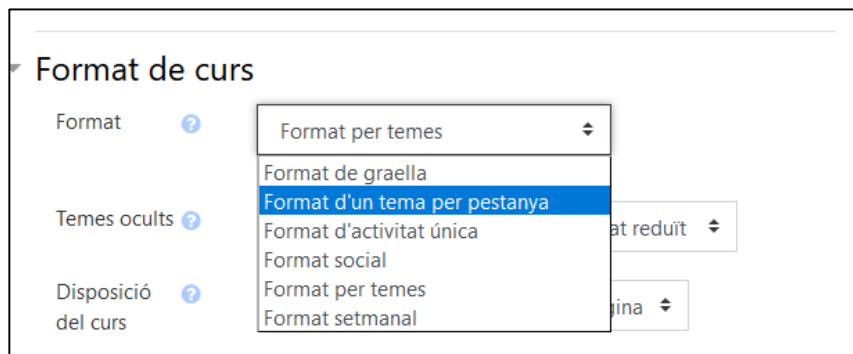 Format de curs
Format
Format per temes
Format de graella
Format d'un tema per pestanya
Temes ocults
Format d'activitat única
at reduït
Format social
Disposició
del curs
Format per temes
gina
Format setmanal